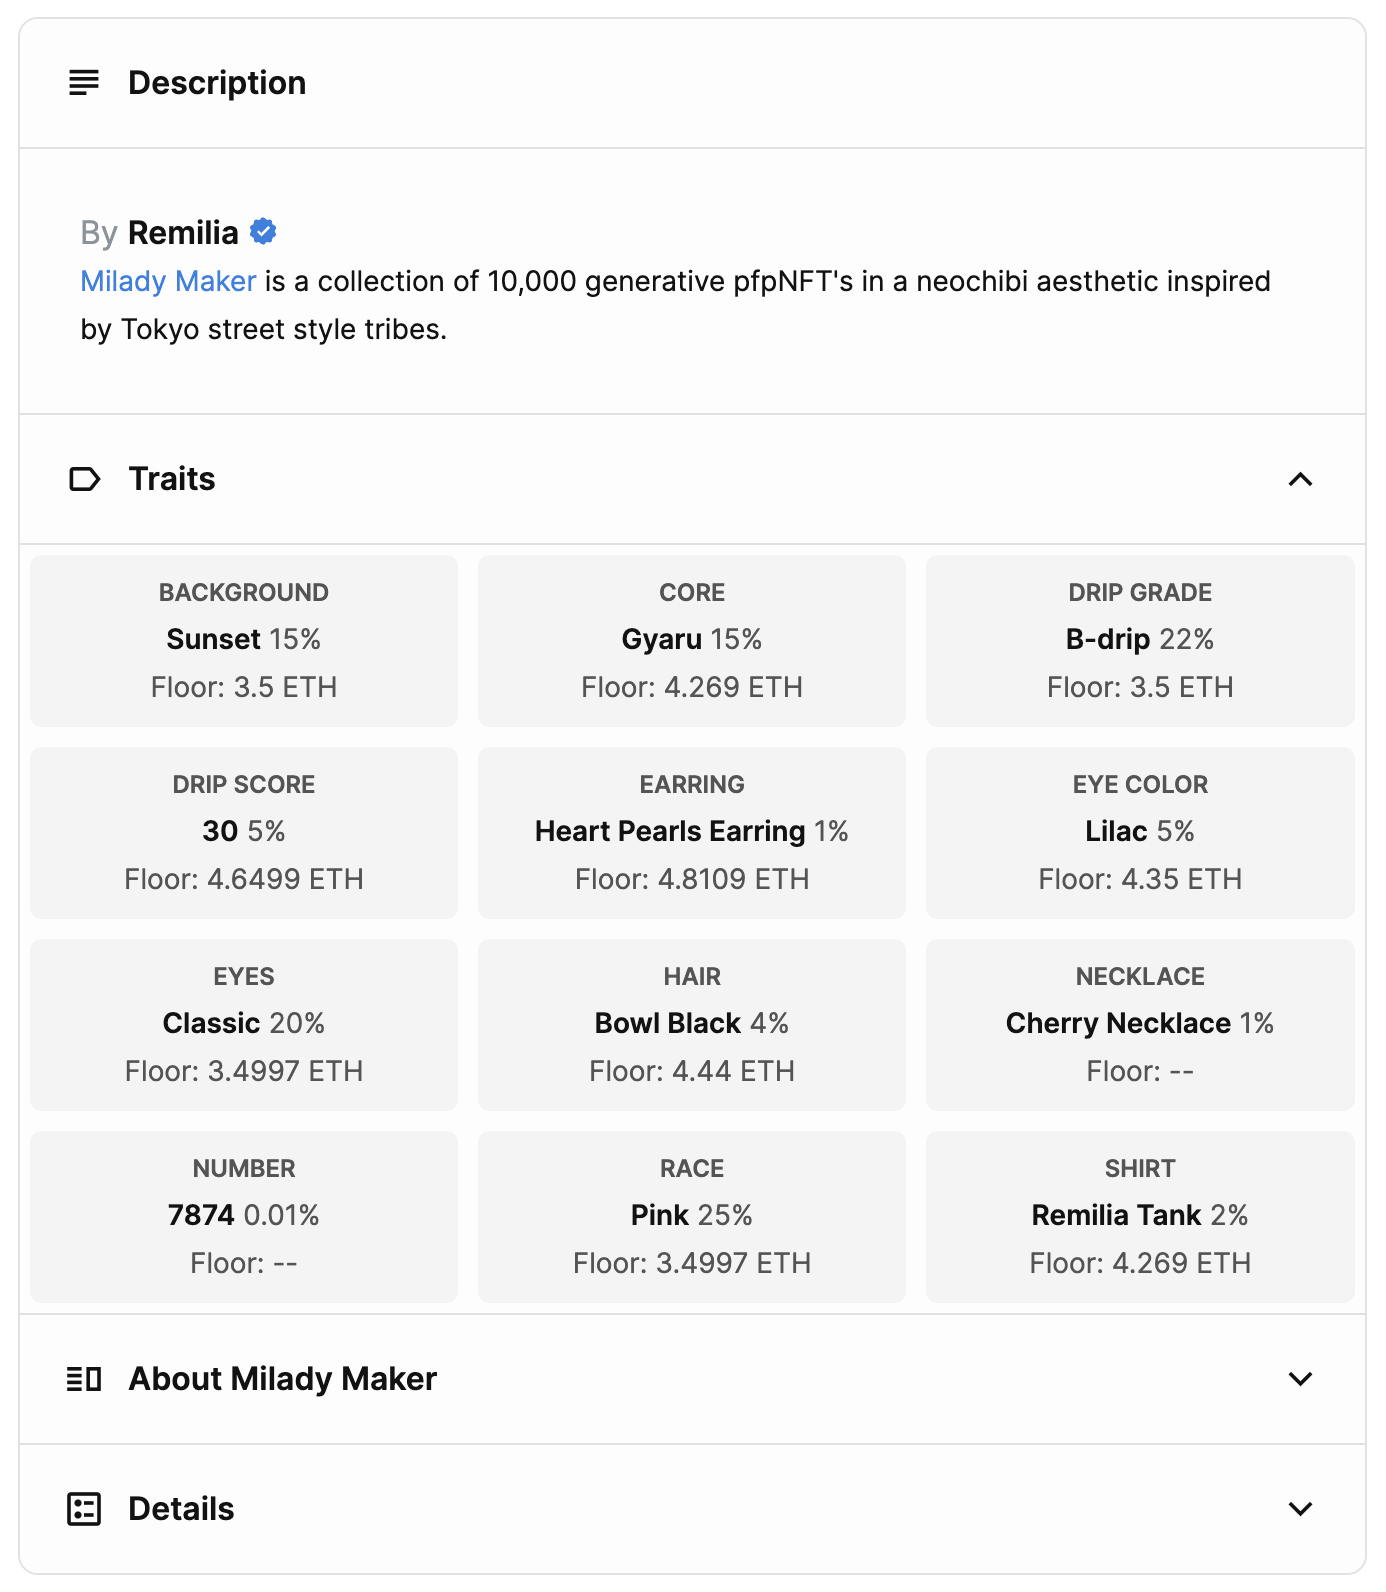 Description
By Remilia
Milady Maker is a collection of 10,000 generative pfpNFT's in a neochibi aesthetic inspired
by Tokyo street style tribes.
Traits
BACKGROUND
Sunset 15%
Floor: 3.5 ETH
CORE
Gyaru 15%
Floor: 4.269 ETH
DRIP GRADE
B-drip 22%
Floor: 3.5 ETH
DRIP SCORE
30 5%
Floor: 4.6499 ETH
EARRING
Heart Pearls Earring 1%
Floor: 4.8109 ETH
EYE COLOR
Lilac 5%
Floor: 4.35 ETH
EYES
Classic 20%
Floor: 3.4997 ETH
HAIR
Bowl Black 4%
Floor: 4.44 ETH
NECKLACE
Cherry Necklace 1%
Floor: --
NUMBER
7874 0.01%
Floor: --
RACE
Pink 25%
Floor: 3.4997 ETH
SHIRT
Remilia Tank 2%
Floor: 4.269 ETH
About Milady Maker
Details